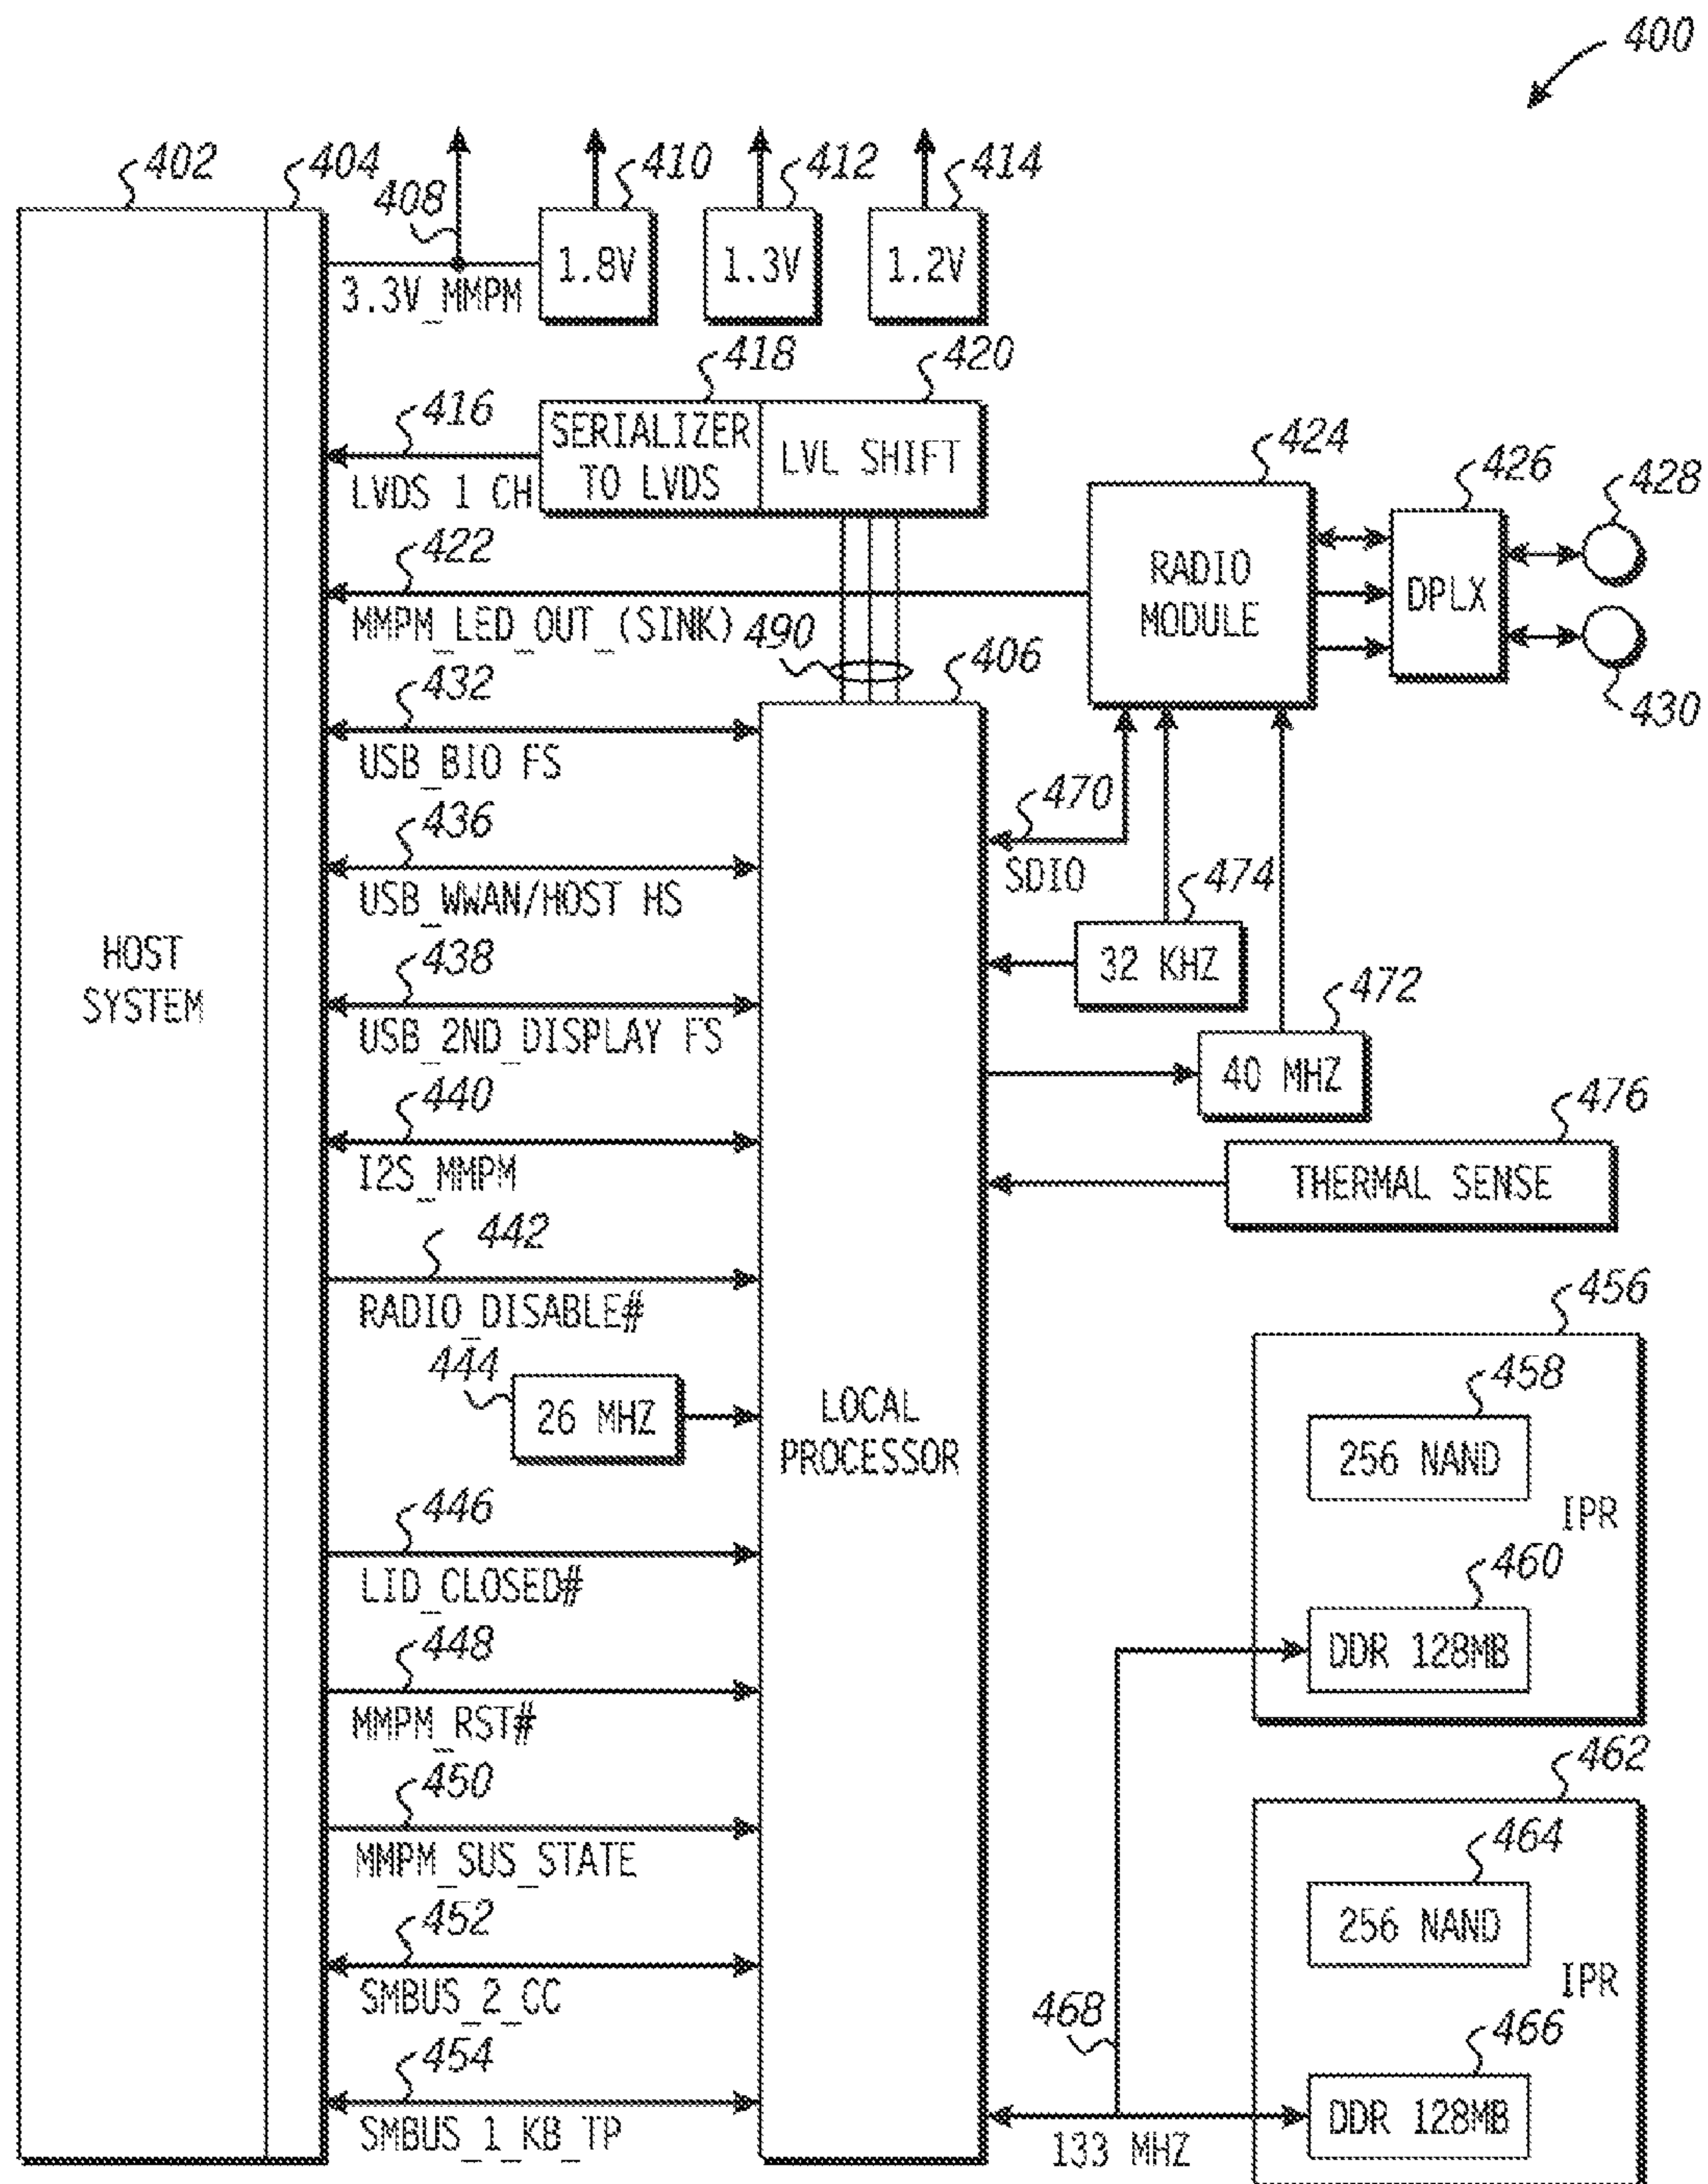 400
402
404
408
410
412
414
1.8V
1.3V
1.2V
3.3V_MMPM
418
420
416
SERIALIZER
TO LVDS
LVL SHIFT
LVDS 1 CH
424
426
428
422
RADIO
MODULE
DPLX
MMPM_LED_OUT_(SINK)
490
406
430
432
USB_BIO FS
470
436
SDIO
474
USB_WWAN/HOST HS
HOST
SYSTEM
438
32 KHZ
472
USB_2ND_DISPLAY FS
40 MHZ
440
476
I2S_MMPM
THERMAL SENSE
442
456
RADIO_DISABLE#
444
458
26 MHZ
LOCAL
PROCESSOR
256 NAND
446
IPR
LID_CLOSED#
460
448
DDR 128MB
MMPM_RST#
450
462
MMPM_SUS_STATE
464
452
256 NAND
SMBUS_2_CC
468
IPR
454
466
SMBUS_1_KB_TP
133 MHZ
DDR 128MB